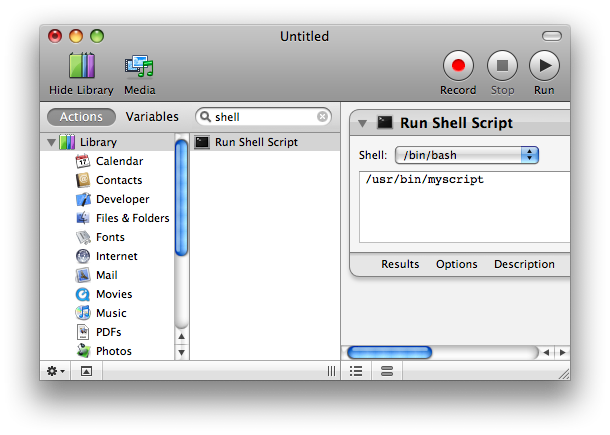 Untitled
Hide Library Media Record Stop Run
Actions Variables shell
Library
Calendar
Contacts
Developer
Files & Folders
Fonts
Internet
Mail
Movies
Music
PDFs
Photos
Run Shell Script
Run Shell Script
Shell: /bin/bash
/usr/bin/myscript
Results Options Description